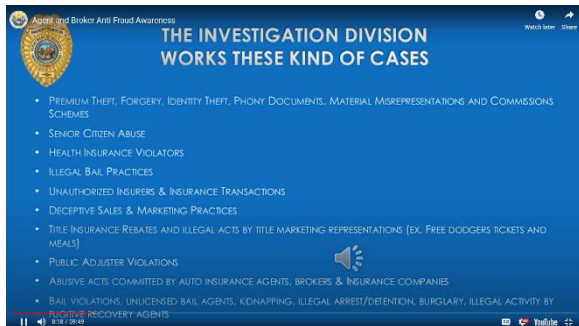 Agent and Broker Anti-Fraud Awareness
Watch later Share
THE INVESTIGATION DIVISION
WORKS THESE KIND OF CASES
• PREMIUM THEFT, FORGERY, IDENTITY THEFT, PHONY DOCUMENTS, MATERIAL MISREPRESENTATIONS AND COMMISSIONS
SCHEMES
• SENIOR CITIZEN ABUSE
• HEALTH INSURANCE VIOLATORS
• ILLEGAL BAIL PRACTICES
• UNAUTHORIZED INSURERS & INSURANCE TRANSACTIONS
• DECEPTIVE SALES & MARKETING PRACTICES
• TITLE INSURANCE REBATES AND ILLEGAL ACTS BY TITLE MARKETING REPRESENTATIONS (EX. FREE DODGERS TICKETS AND
MEALS)
• PUBLIC ADJUSTER VIOLATIONS
• ABUSIVE ACTS COMMITTED BY AUTO INSURANCE AGENTS, BROKERS & INSURANCE COMPANIES
• BAIL VIOLATIONS, UNLICENSED BAIL AGENTS, KIDNAPPING, ILLEGAL ARREST/DETENTION, BURGLARY, ILLEGAL ACTIVITY BY
FUGITIVE RECOVERY AGENTS
8:18 / 59:49
YouTube